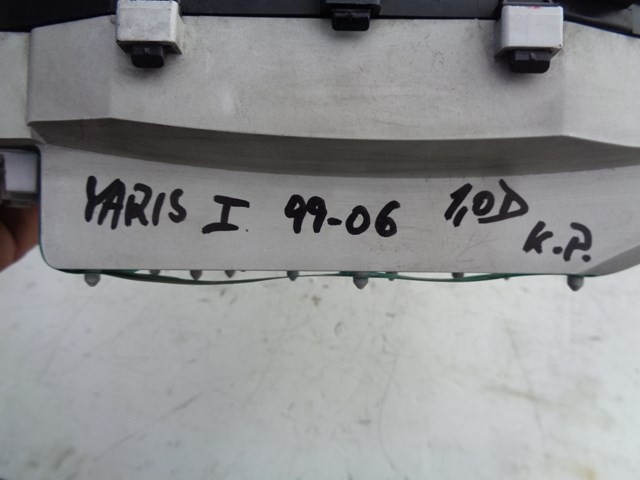 YARIS I. 99-06 1,0D K.P.